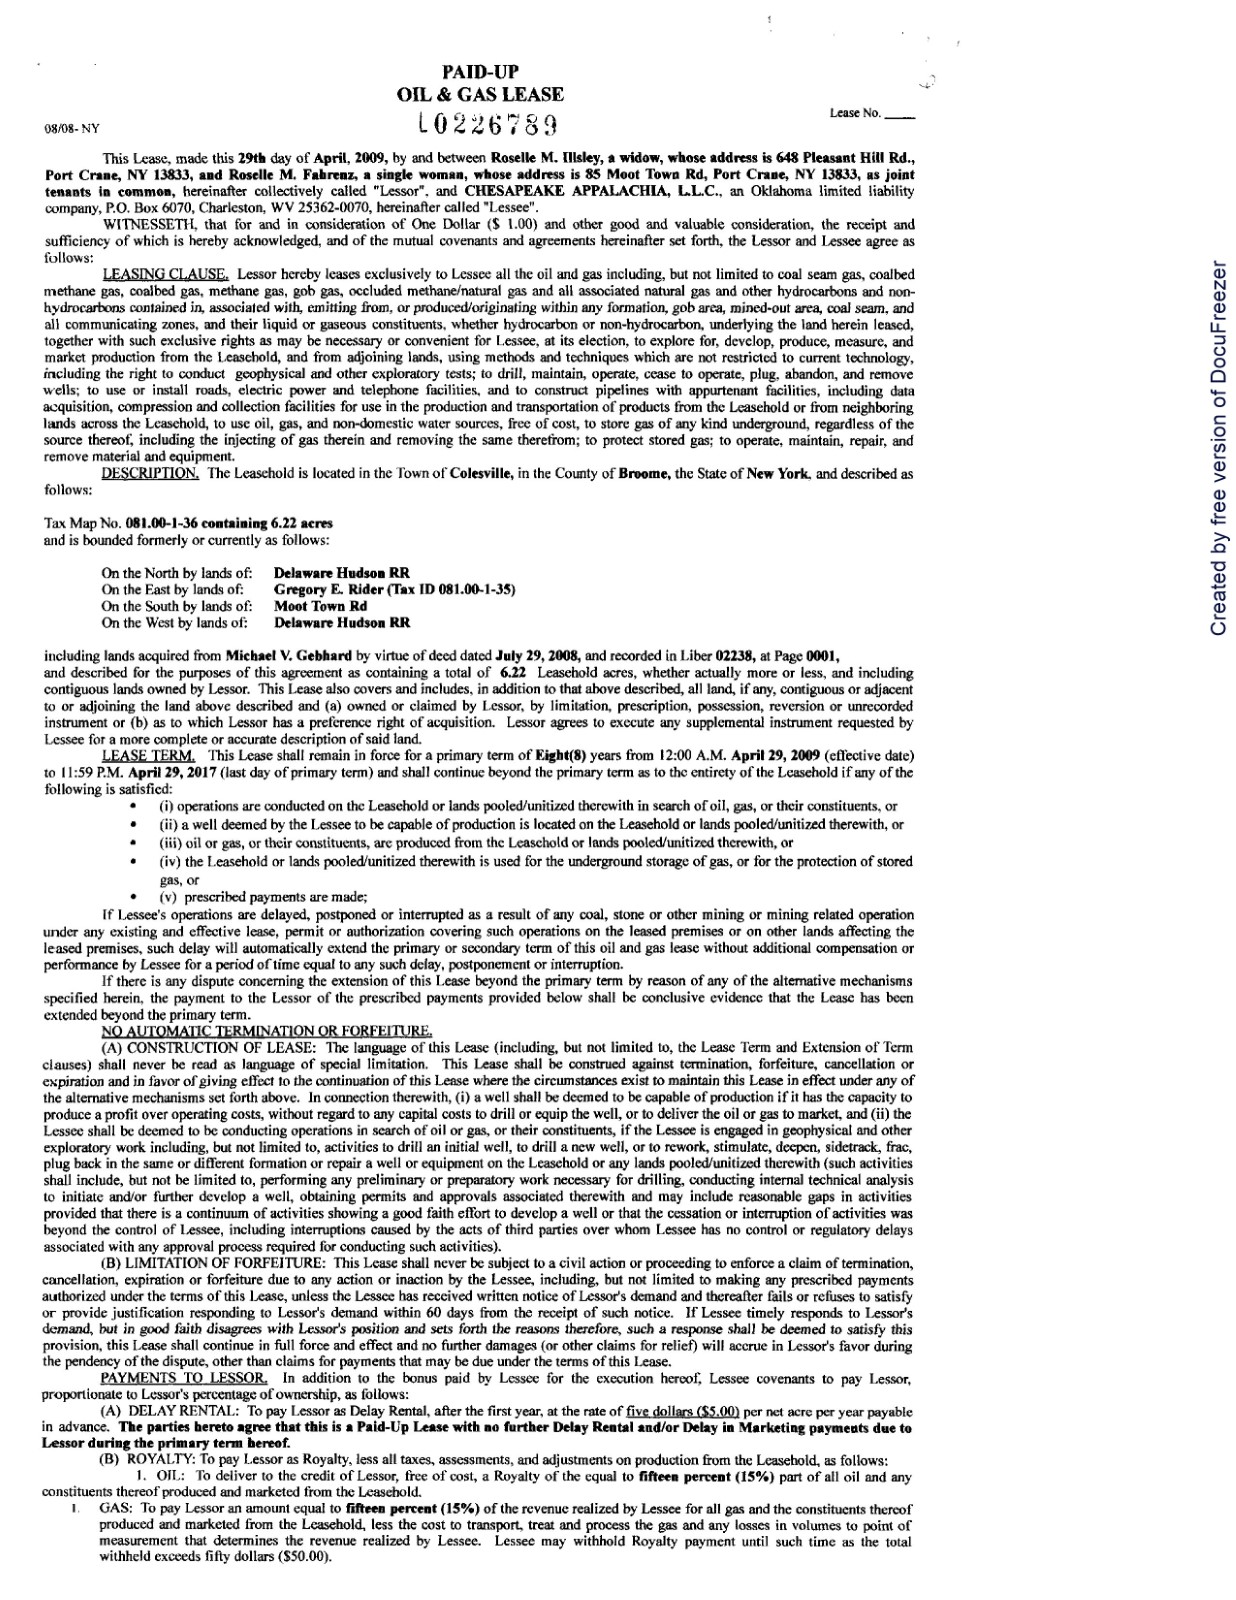 PAID-UP
OIL & GAS LEASE
Lease No. ____
08/08- NY
L0226789
This Lease, made this 29th day of April, 2009, by and between Roselle M. Illsley, a widow, whose address is 648 Pleasant Hill Rd.,
Port Crane, NY 13833, and Roselle M. Fabrenz, a single woman, whose address is 85 Moot Town Rd, Port Crane, NY 13833, as joint
tenants in common, hereinafter collectively called "Lessor", and CHESAPEAKE APPALACHIA, L.L.C., an Oklahoma limited liability
company, P.O. Box 6070, Charleston, WV 25362-0070, hereinafter called "Lessee".
WITNESSETH, that for and in consideration of One Dollar ($ 1.00) and other good and valuable consideration, the receipt and
sufficiency of which is hereby acknowledged, and of the mutual covenants and agreements hereinafter set forth, the Lessor and Lessee agree as
follows:
LEASING CLAUSE. Lessor hereby leases exclusively to Lessee all the oil and gas including, but not limited to coal seam gas, coalbed
methane gas, coalbed gas, methane gas, gob gas, occluded methane/natural gas and all associated natural gas and other hydrocarbons and non-
hydrocarbons contained in, associated with, emitting from, or produced/originating within any formation, gob area, mined-out area, coal seam, and
all communicating zones, and their liquid or gaseous constituents, whether hydrocarbon or non-hydrocarbon, underlying the land herein leased,
together with such exclusive rights as may be necessary or convenient for Lessee, at its election, to explore for, develop, produce, measure, and
market production from the Leasehold, and from adjoining lands, using methods and techniques which are not restricted to current technology,
including the right to conduct geophysical and other exploratory tests; to drill, maintain, operate, cease to operate, plug, abandon, and remove
wells; to use or install roads, electric power and telephone facilities, and to construct pipelines with appurtenant facilities, including data
acquisition, compression and collection facilities for use in the production and transportation of products from the Leasehold or from neighboring
lands across the Leasehold, to use oil, gas, and non-domestic water sources, free of cost, to store gas of any kind underground, regardless of the
source thereof, including the injecting of gas therein and removing the same therefrom; to protect stored gas; to operate, maintain, repair, and
remove material and equipment.
DESCRIPTION. The Leasehold is located in the Town of Colesville, in the County of Broome, the State of New York, and described as
follows:
Tax Map No. 081.00-1-36 containing 6.22 acres
and is bounded formerly or currently as follows:
On the North by lands of: Delaware Hudson RR
On the East by lands of: Gregory E. Rider (Tax ID 081.00-1-35)
On the South by lands of: Moot Town Rd
On the West by lands of: Delaware Hudson RR
including lands acquired from Michael V. Gebhard by virtue of deed dated July 29, 2008, and recorded in Liber 02238, at Page 0001,
and described for the purposes of this agreement as containing a total of 6.22 Leasehold acres, whether actually more or less, and including
contiguous lands owned by Lessor. This Lease also covers and includes, in addition to that above described, all land, if any, contiguous or adjacent
to or adjoining the land above described and (a) owned or claimed by Lessor, by limitation, prescription, possession, reversion or unrecorded
instrument or (b) as to which Lessor has a preference right of acquisition. Lessor agrees to execute any supplemental instrument requested by
Lessee for a more complete or accurate description of said land.
LEASE TERM. This Lease shall remain in force for a primary term of Eight(8) years from 12:00 A.M. April 29, 2009 (effective date)
to 11:59 P.M. April 29, 2017 (last day of primary term) and shall continue beyond the primary term as to the entirety of the Leasehold if any of the
following is satisfied:
• (i) operations are conducted on the Leasehold or lands pooled/unitized therewith in search of oil, gas, or their constituents, or
• (ii) a well deemed by the Lessee to be capable of production is located on the Leasehold or lands pooled/unitized therewith, or
• (iii) oil or gas, or their constituents, are produced from the Leasehold or lands pooled/unitized therewith, or
• (iv) the Leasehold or lands pooled/unitized therewith is used for the underground storage of gas, or for the protection of stored
gas, or
• (v) prescribed payments are made;
If Lessee's operations are delayed, postponed or interrupted as a result of any coal, stone or other mining or mining related operation
under any existing and effective lease, permit or authorization covering such operations on the leased premises or on other lands affecting the
leased premises, such delay will automatically extend the primary or secondary term of this oil and gas lease without additional compensation or
performance by Lessee for a period of time equal to any such delay, postponement or interruption.
If there is any dispute concerning the extension of this Lease beyond the primary term by reason of any of the alternative mechanisms
specified herein, the payment to the Lessor of the prescribed payments provided below shall be conclusive evidence that the Lease has been
extended beyond the primary term.
NO AUTOMATIC TERMINATION OR FORFEITURE.
(A) CONSTRUCTION OF LEASE: The language of this Lease (including, but not limited to, the Lease Term and Extension of Term
clauses) shall never be read as language of special limitation. This Lease shall be construed against termination, forfeiture, cancellation or
expiration and in favor of giving effect to the continuation of this Lease where the circumstances exist to maintain this Lease in effect under any of
the alternative mechanisms set forth above. In connection therewith, (i) a well shall be deemed to be capable of production if it has the capacity to
produce a profit over operating costs, without regard to any capital costs to drill or equip the well, or to deliver the oil or gas to market, and (ii) the
Lessee shall be deemed to be conducting operations in search of oil or gas, or their constituents, if the Lessee is engaged in geophysical and other
exploratory work including, but not limited to, activities to drill an initial well, to drill a new well, or to rework, stimulate, deepen, sidetrack, frac,
plug back in the same or different formation or repair a well or equipment on the Leasehold or any lands pooled/unitized therewith (such activities
shall include, but not be limited to, performing any preliminary or preparatory work necessary for drilling, conducting internal technical analysis
to initiate and/or further develop a well, obtaining permits and approvals associated therewith and may include reasonable gaps in activities
provided that there is a continuum of activities showing a good faith effort to develop a well or that the cessation or interruption of activities was
beyond the control of Lessee, including interruptions caused by the acts of third parties over whom Lessee has no control or regulatory delays
associated with any approval process required for conducting such activities).
(B) LIMITATION OF FORFEITURE: This Lease shall never be subject to a civil action or proceeding to enforce a claim of termination,
cancellation, expiration or forfeiture due to any action or inaction by the Lessee, including, but not limited to making any prescribed payments
authorized under the terms of this Lease, unless the Lessee has received written notice of Lessor's demand and thereafter fails or refuses to satisfy
or provide justification responding to Lessor's demand within 60 days from the receipt of such notice. If Lessee timely responds to Lessor's
demand, but in good faith disagrees with Lessor's position and sets forth the reasons therefore, such a response shall be deemed to satisfy this
provision, this Lease shall continue in full force and effect and no further damages (or other claims for relief) will accrue in Lessor's favor during
the pendency of the dispute, other than claims for payments that may be due under the terms of this Lease.
PAYMENTS TO LESSOR. In addition to the bonus paid by Lessee for the execution hereof, Lessee covenants to pay Lessor,
proportionate to Lessor's percentage of ownership, as follows:
(A) DELAY RENTAL: To pay Lessor as Delay Rental, after the first year, at the rate of five dollars ($5.00) per net acre per year payable
in advance. The parties hereto agree that this is a Paid-Up Lease with no further Delay Rental and/or Delay in Marketing payments due to
Lessor during the primary term hereof.
(B) ROYALTY: To pay Lessor as Royalty, less all taxes, assessments, and adjustments on production from the Leasehold, as follows:
1. OIL: To deliver to the credit of Lessor, free of cost, a Royalty of the equal to fifteen percent (15%) part of all oil and any
constituents thereof produced and marketed from the Leasehold.
1. GAS: To pay Lessor an amount equal to fifteen percent (15%) of the revenue realized by Lessee for all gas and the constituents thereof
produced and marketed from the Leasehold, less the cost to transport, treat and process the gas and any losses in volumes to point of
measurement that determines the revenue realized by Lessee. Lessee may withhold Royalty payment until such time as the total
withheld exceeds fifty dollars ($50.00).
Created by free version of DocuFreezer